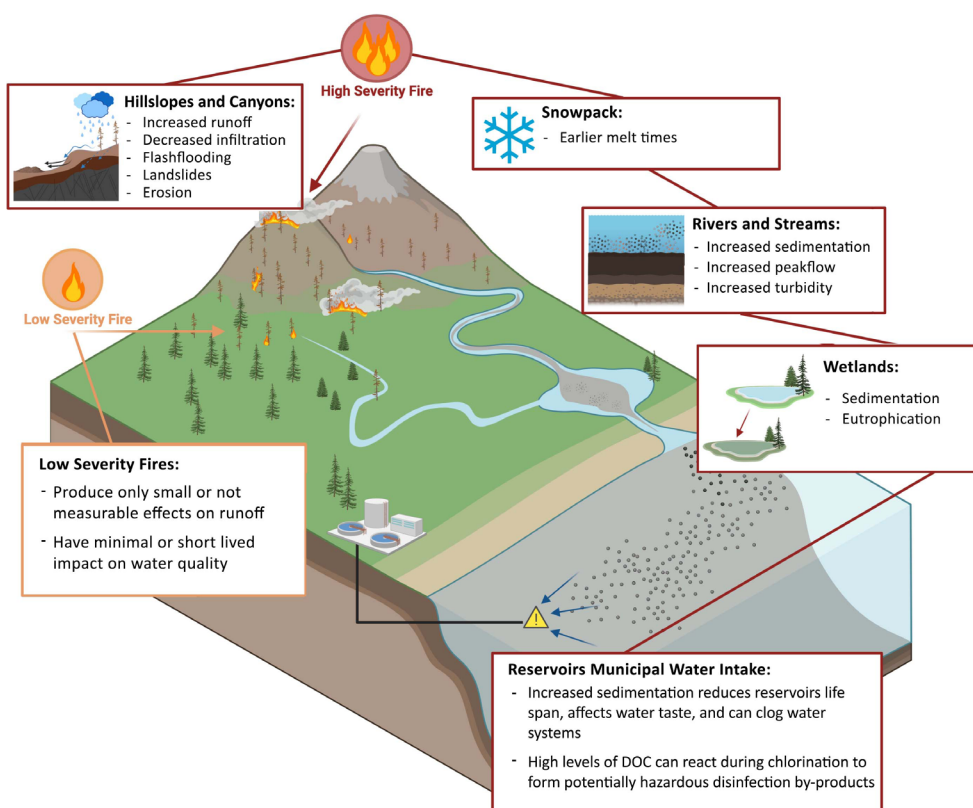 High Severity Fire
Hillslopes and Canyons:
- Increased runoff
- Decreased infiltration
- Flashflooding
- Landslides
- Erosion
Snowpack:
- Earlier melt times
Rivers and Streams:
- Increased sedimentation
- Increased peakflow
- Increased turbidity
Low Severity Fire
Wetlands:
- Sedimentation
- Eutrophication
Low Severity Fires:
- Produce only small or not
measurable effects on runoff
- Have minimal or short lived
impact on water quality
Reservoirs Municipal Water Intake:
- Increased sedimentation reduces reservoirs life
span, affects water taste, and can clog water
systems
- High levels of DOC can react during chlorination to
form potentially hazardous disinfection by-products